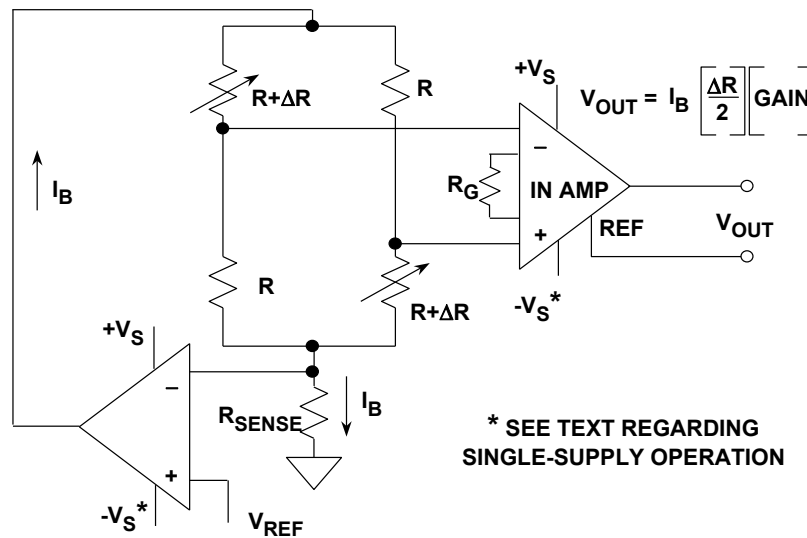 +V_S
V_OUT = I_B [ΔR/2] [GAIN]
R+ΔR
R
I_B
R_G
−
IN AMP
+
REF
V_OUT
R
R+ΔR
-V_S*
+V_S
−
R_SENSE
I_B
+
-V_S*
V_REF
* SEE TEXT REGARDING
SINGLE-SUPPLY OPERATION